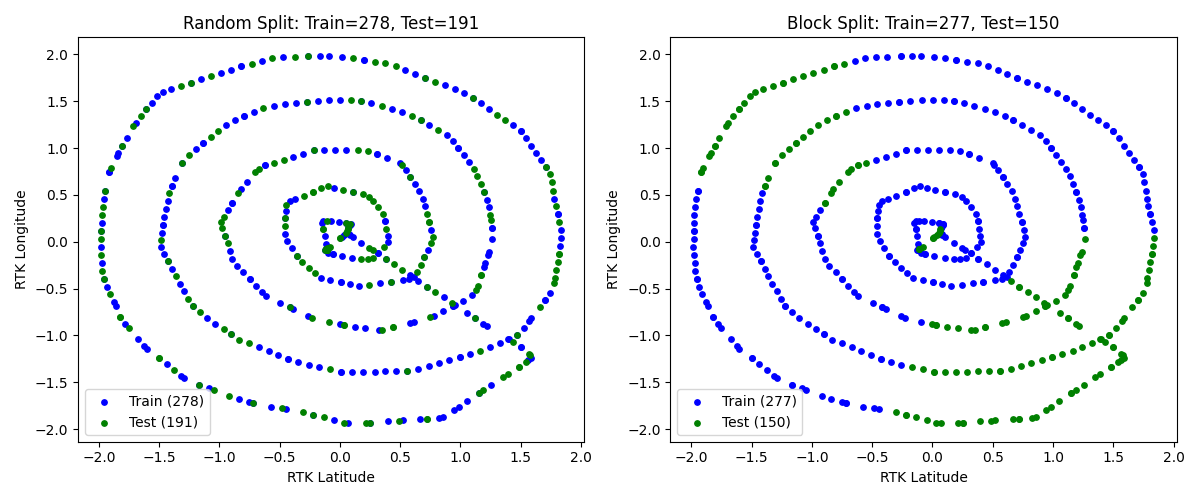 Random Split: Train=278, Test=191
2.0
1.5
1.0
0.5
0.0
−0.5
−1.0
−1.5
−2.0
RTK Longitude
Train (278)
Test (191)
−2.0 −1.5 −1.0 −0.5 0.0 0.5 1.0 1.5 2.0
RTK Latitude
Block Split: Train=277, Test=150
2.0
1.5
1.0
0.5
0.0
−0.5
−1.0
−1.5
−2.0
RTK Longitude
Train (277)
Test (150)
−2.0 −1.5 −1.0 −0.5 0.0 0.5 1.0 1.5 2.0
RTK Latitude